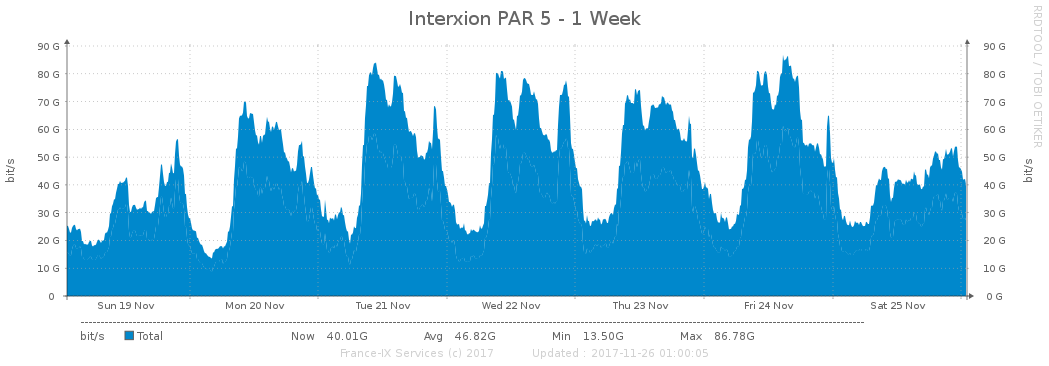 Interxion PAR 5 - 1 Week
RRDTOOL / TOBI OETIKER
bit/s
90 G 90 G
80 G 80 G
70 G 70 G
60 G 60 G
50 G 50 G
40 G 40 G
30 G 30 G
20 G 20 G
10 G 10 G
0 0 G
bit/s
Sun 19 Nov Mon 20 Nov Tue 21 Nov Wed 22 Nov Thu 23 Nov Fri 24 Nov Sat 25 Nov
bit/s Total Now 40.01G Avg 46.82G Min 13.50G Max 86.78G
France-IX Services (c) 2017 Updated : 2017-11-26 01:00:05